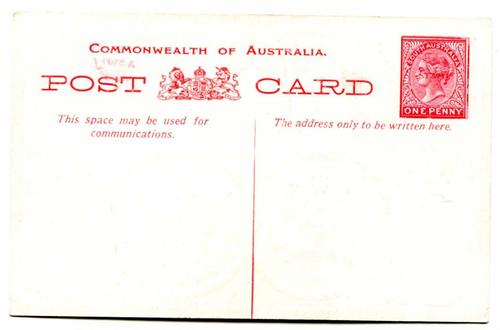 COMMONWEALTH OF AUSTRALIA.
POST CARD
SOUTH AUSTRALIA
STAMP
ONE PENNY
This space may be used for
communications.
The address only to be written here.